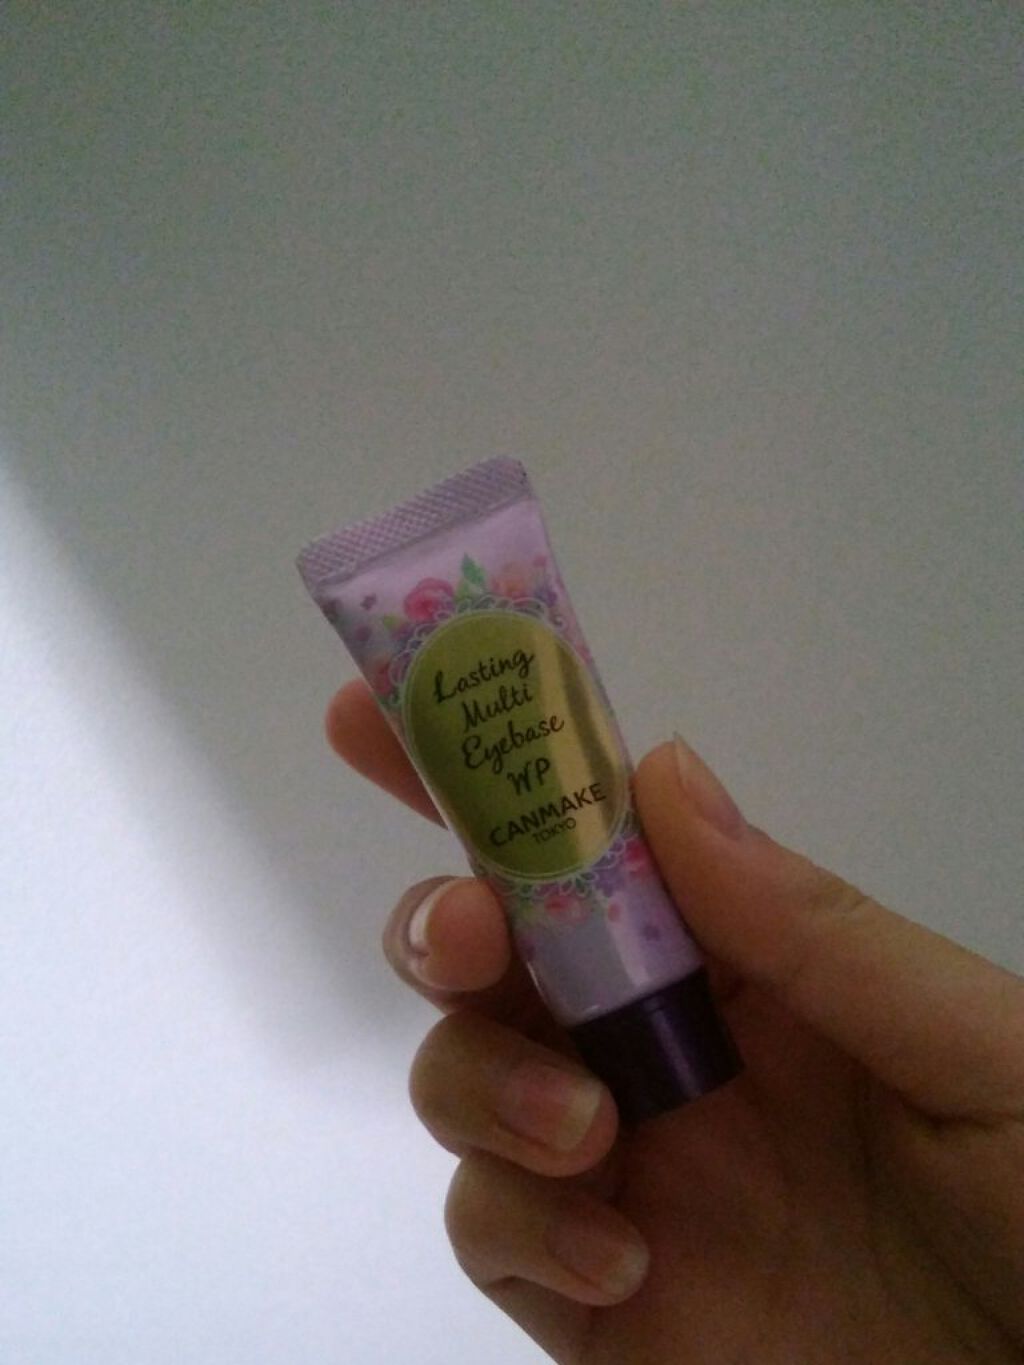 Lasting
Multi
Eyebase
WP
CANMAKE
TOKYO